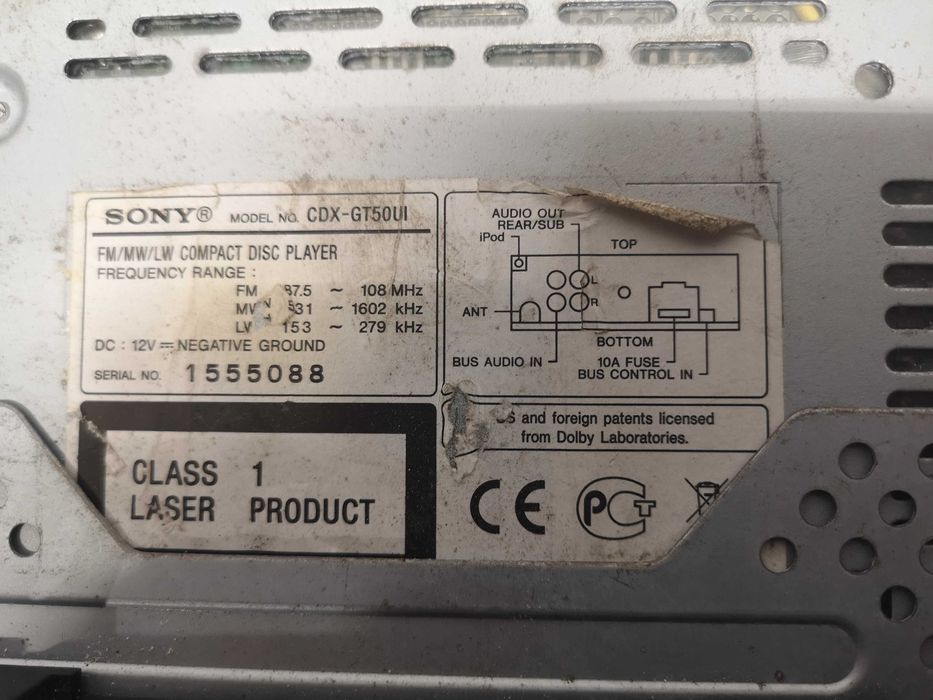 SONY® MODEL NO. CDX-GT50UI
FM/MW/LW COMPACT DISC PLAYER
FREQUENCY RANGE :
FM 87.5 ~ 108 MHz
MW 531 ~ 1602 kHz
LW 153 ~ 279 kHz
DC : 12V ⎓ NEGATIVE GROUND
SERIAL NO. 1555088
CLASS 1
LASER PRODUCT
AUDIO OUT
REAR/SUB
iPod
TOP
L
R
ANT
BOTTOM
BUS AUDIO IN
10A FUSE
BUS CONTROL IN
US and foreign patents licensed
from Dolby Laboratories.
CE